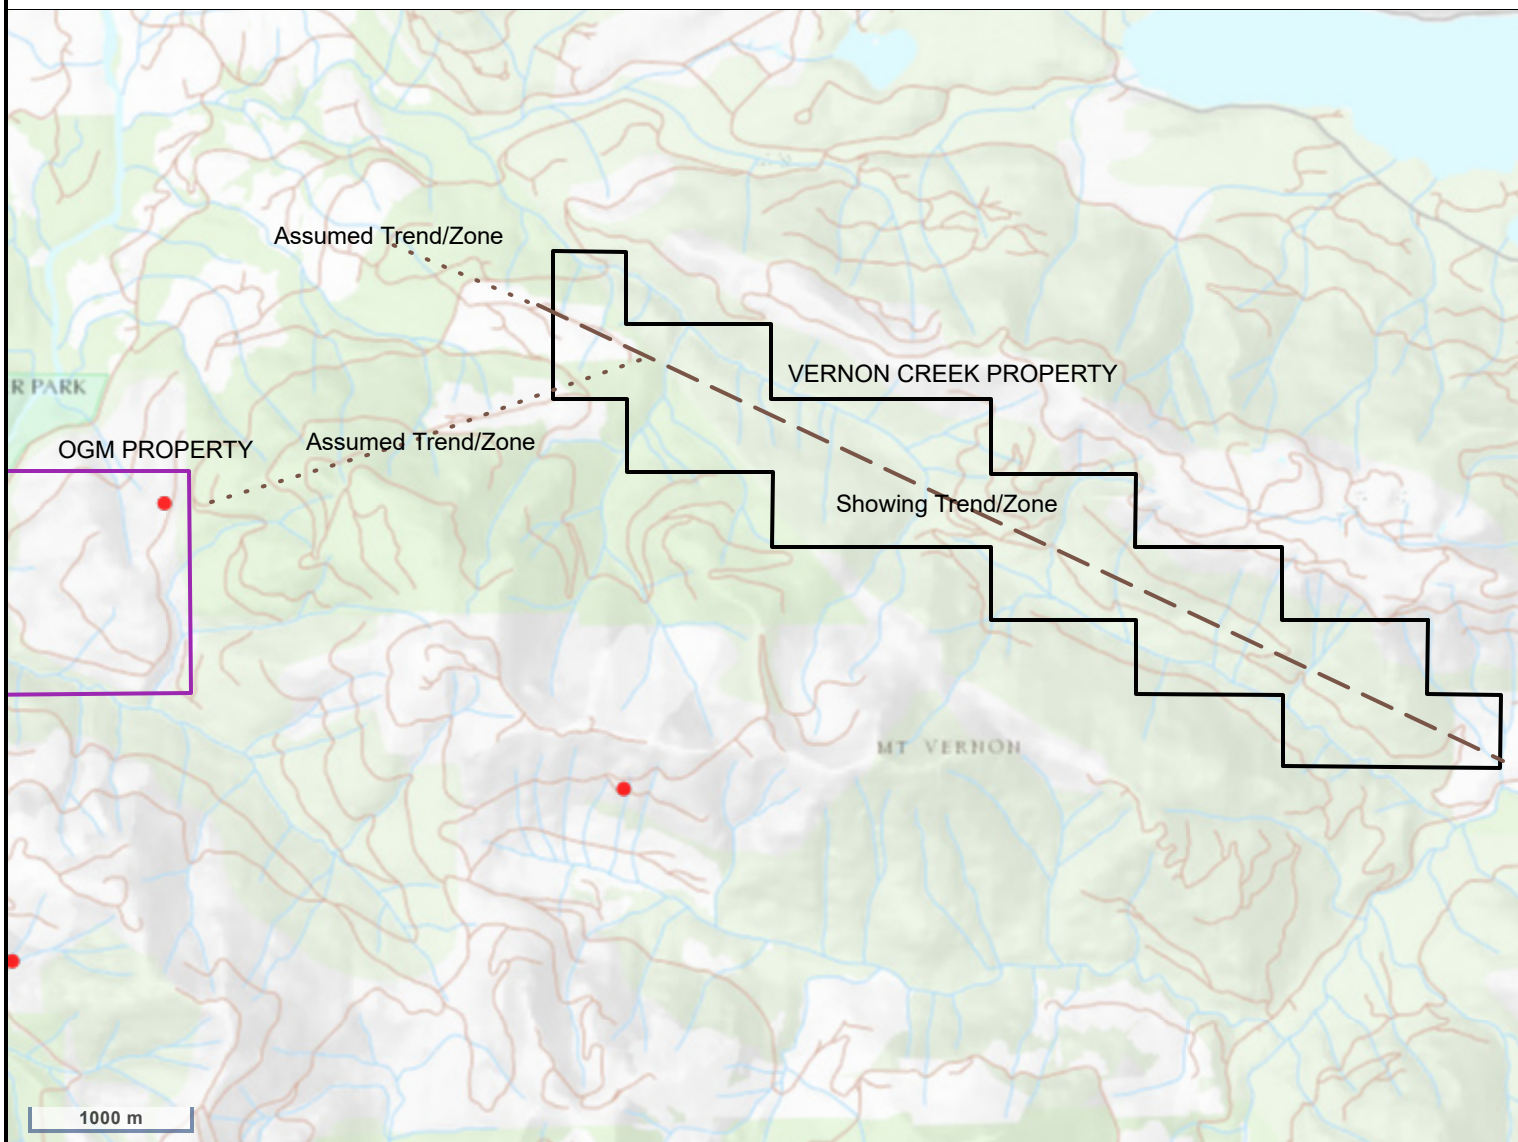 Assumed Trend/Zone
VERNON CREEK PROPERTY
R PARK
Assumed Trend/Zone
OGM PROPERTY
Showing Trend/Zone
MT VERNON
1000 m